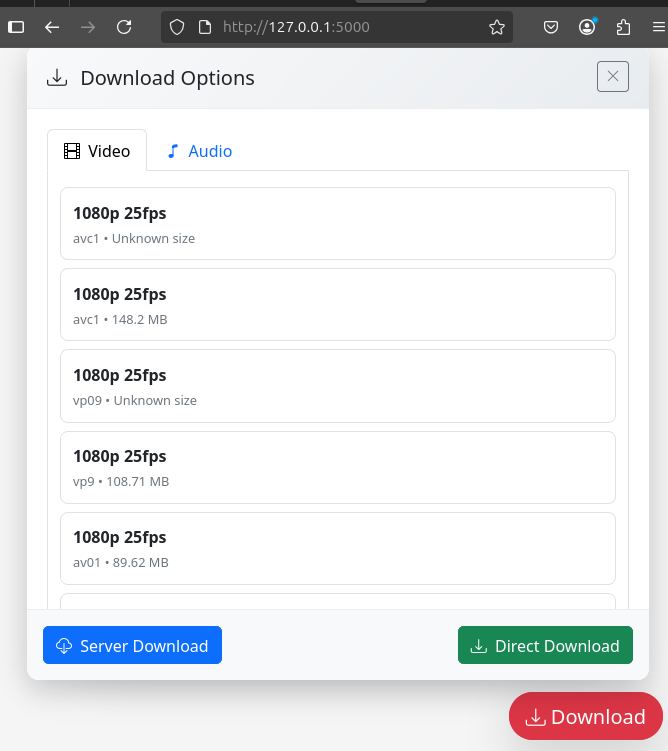 http://127.0.0.1:5000
Download Options
Video
Audio
1080p 25fps
avc1 • Unknown size
1080p 25fps
avc1 • 148.2 MB
1080p 25fps
vp09 • Unknown size
1080p 25fps
vp9 • 108.71 MB
1080p 25fps
av01 • 89.62 MB
Server Download
Direct Download
Download